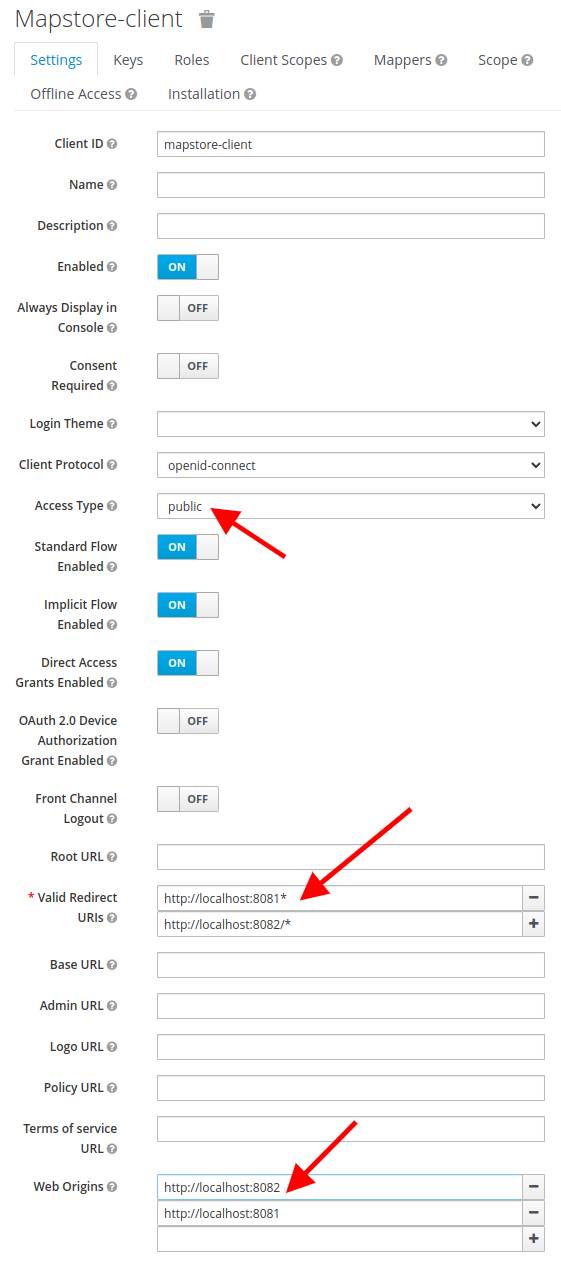 Mapstore-client
Settings Keys Roles Client Scopes Mappers Scope
Offline Access Installation
Client ID mapstore-client
Name
Description
Enabled ON
Always Display in
Console OFF
Consent
Required OFF
Login Theme
Client Protocol openid-connect
Access Type public
Standard Flow
Enabled ON
Implicit Flow
Enabled ON
Direct Access
Grants Enabled ON
OAuth 2.0 Device
Authorization
Grant Enabled OFF
Front Channel
Logout OFF
Root URL
* Valid Redirect
URIs
http://localhost:8081*
http://localhost:8082/*
Base URL
Admin URL
Logo URL
Policy URL
Terms of service
URL
Web Origins http://localhost:8082
http://localhost:8081